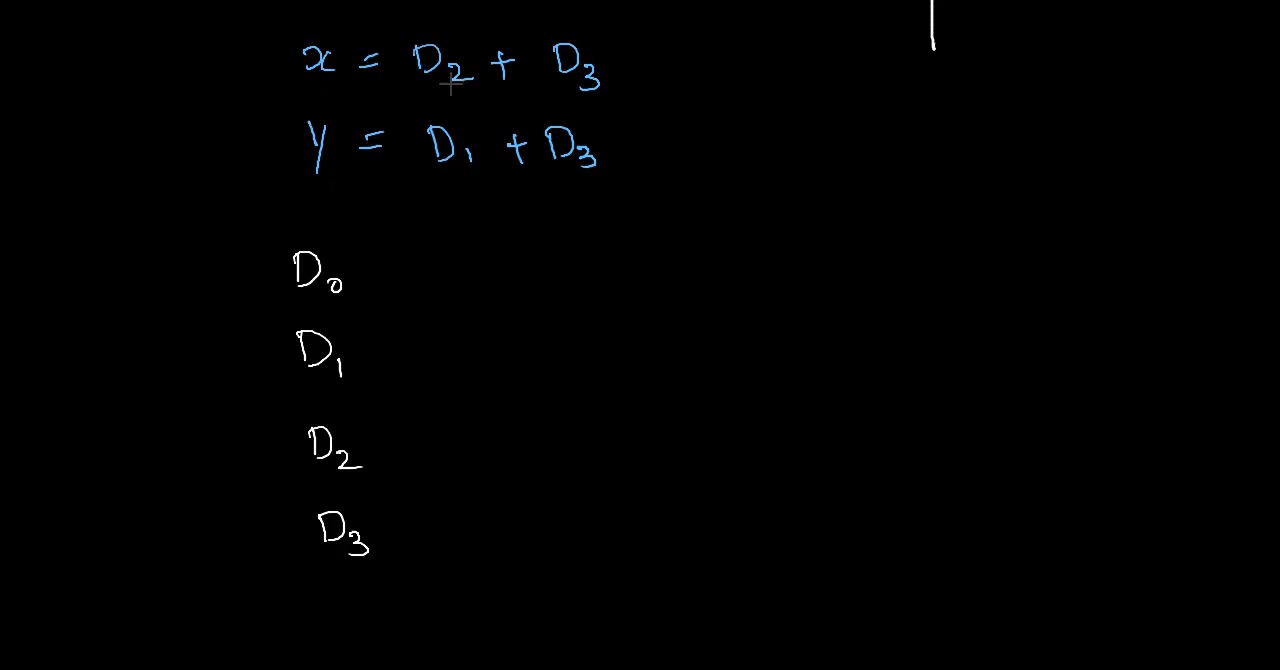 x = D₂ + D₃
y = D₁ + D₃
D₀
D₁
D₂
D₃